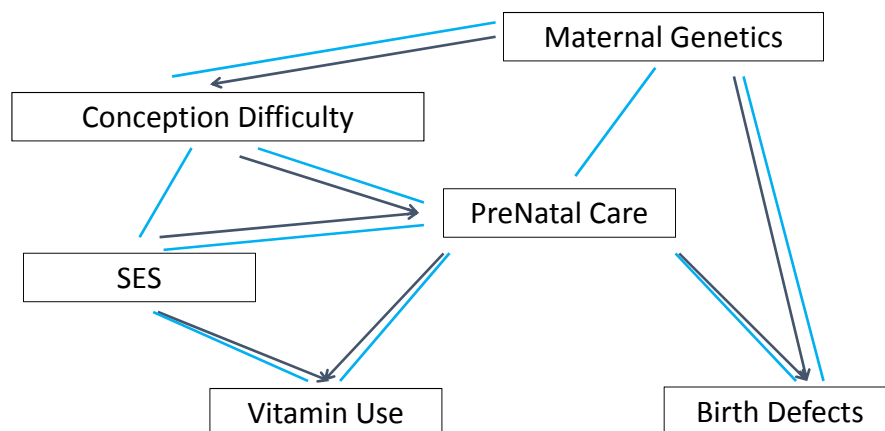 Maternal Genetics
Conception Difficulty
PreNatal Care
SES
Vitamin Use
Birth Defects